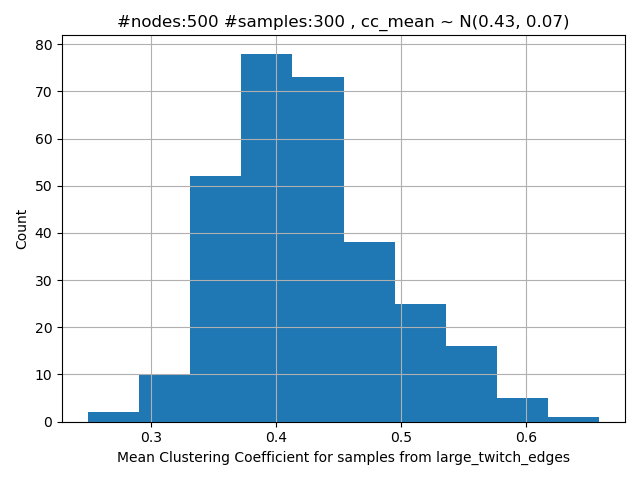 #nodes:500 #samples:300 , cc_mean ~ N(0.43, 0.07)
80
70
60
50
40
30
20
10
0
Count
0.3 0.4 0.5 0.6
Mean Clustering Coefficient for samples from large_twitch_edges